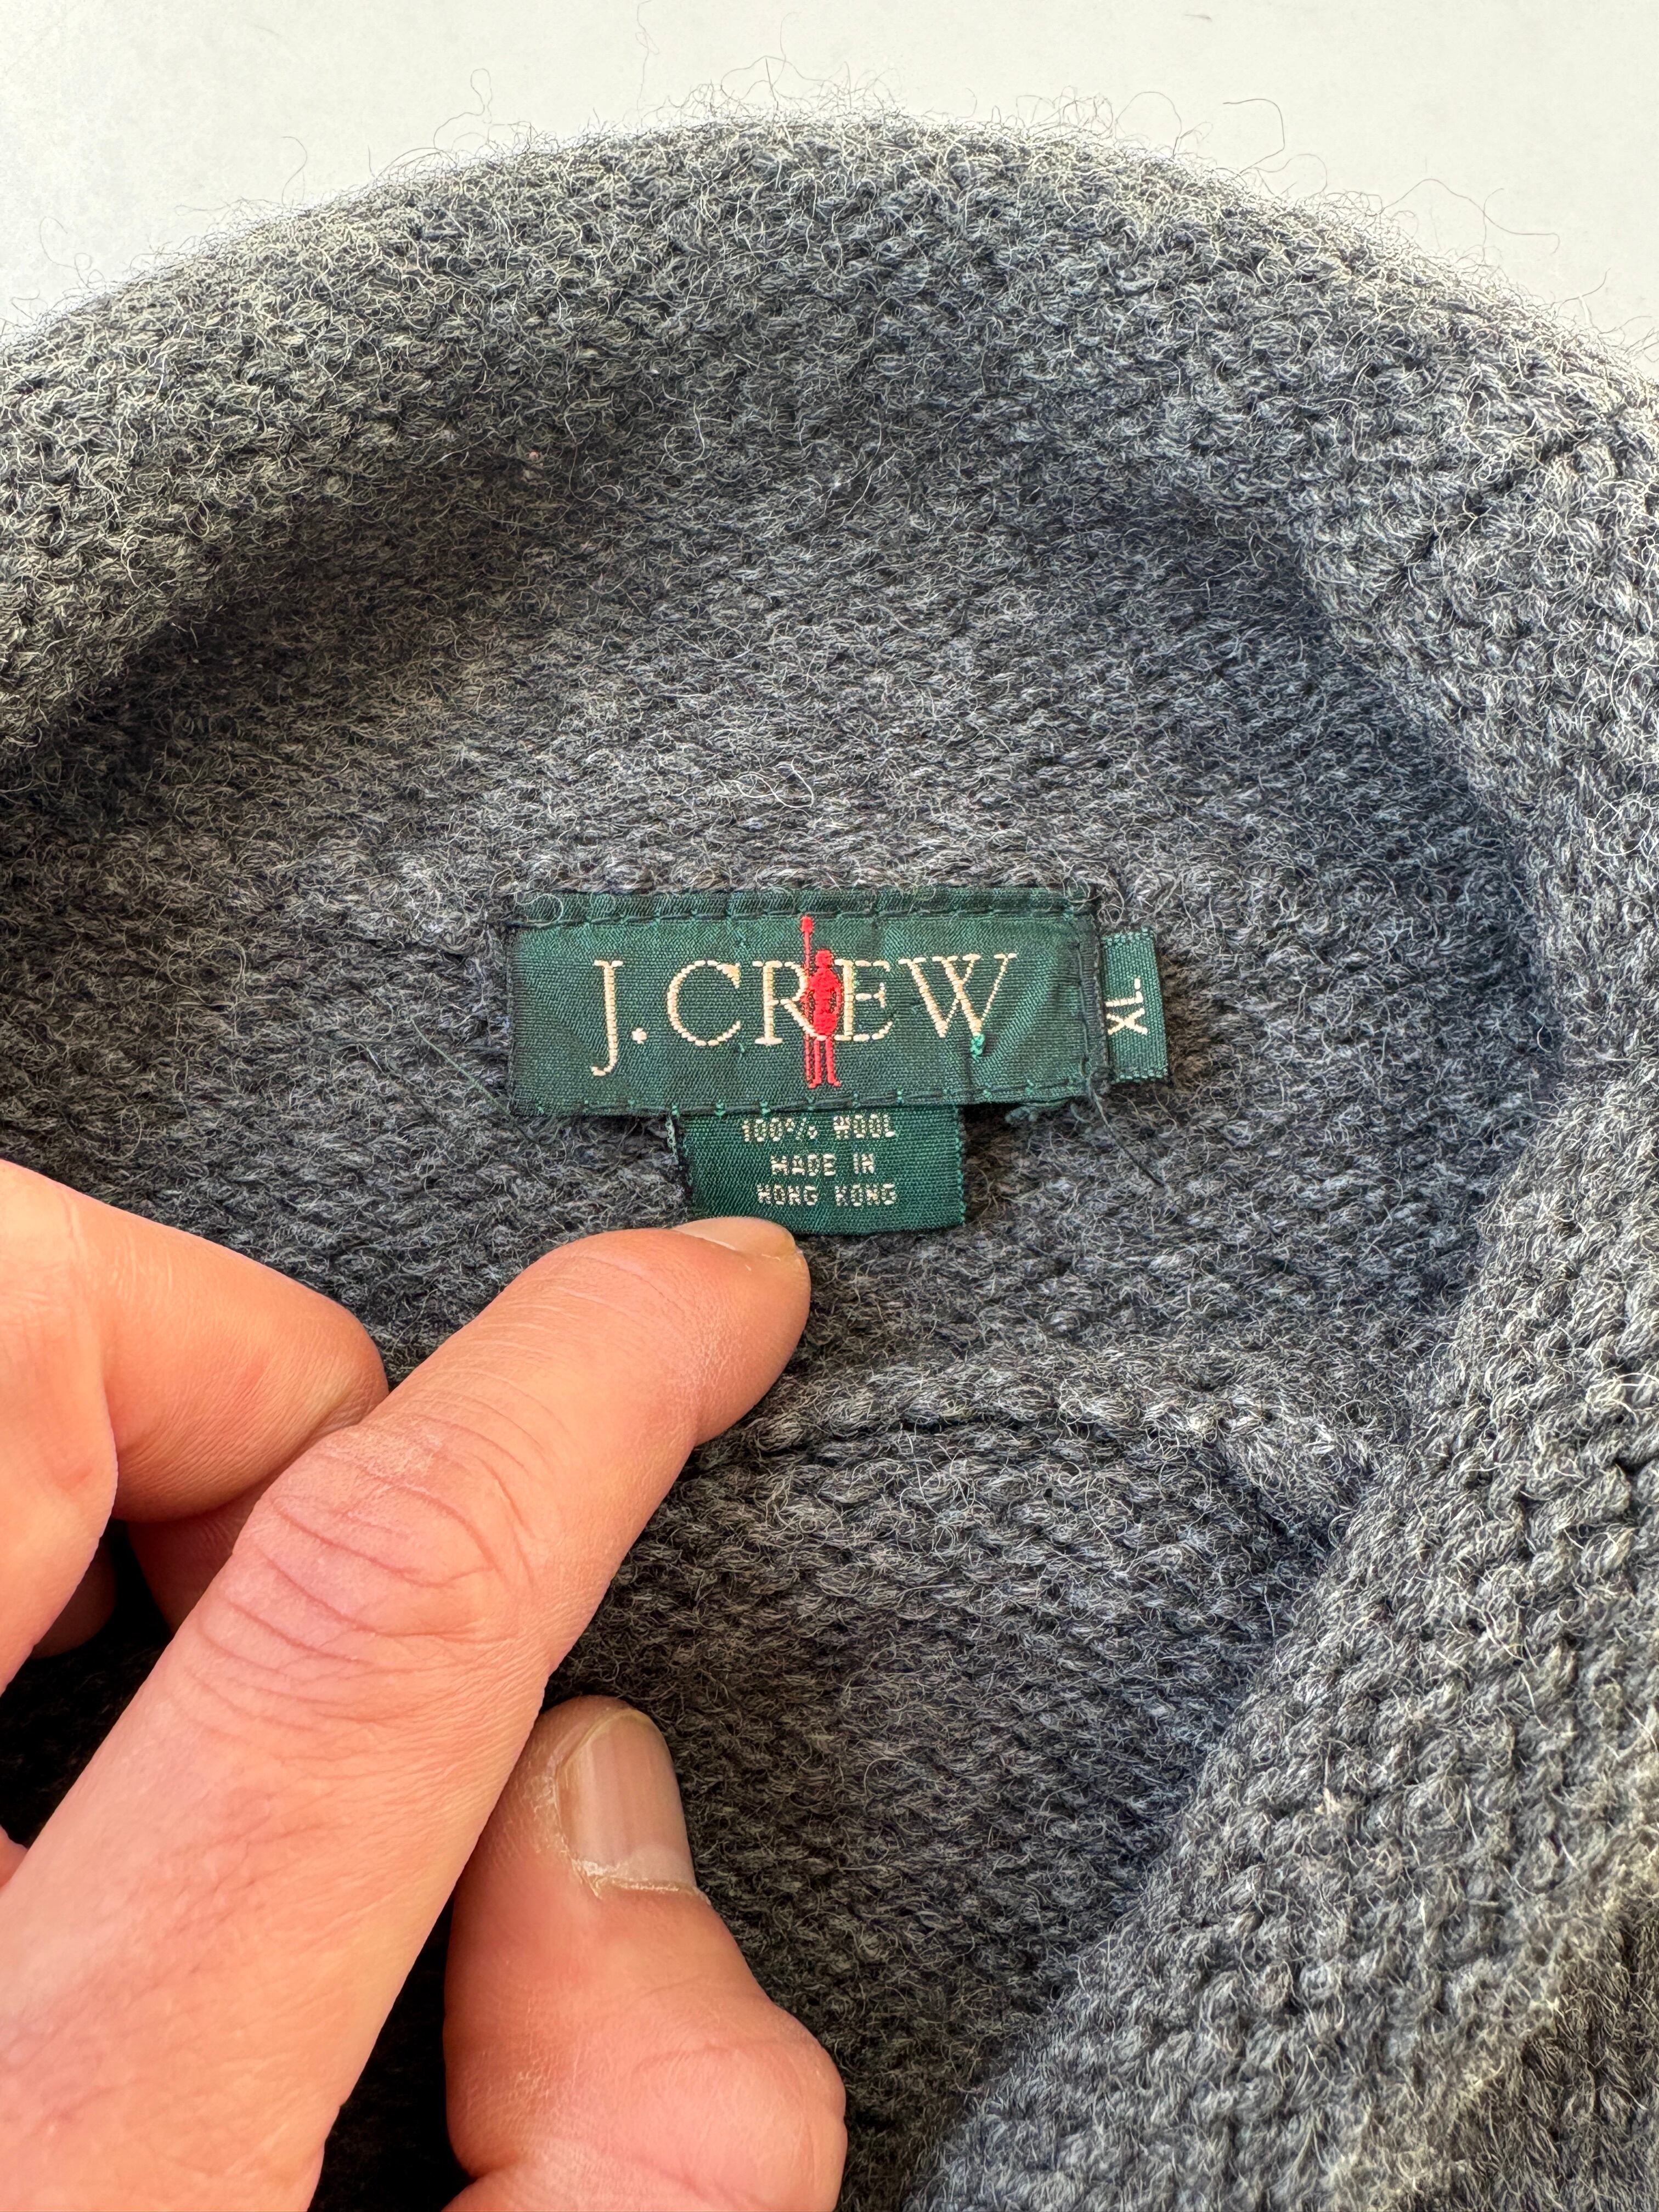 J.CREW
XL
100% WOOL
MADE IN
HONG KONG